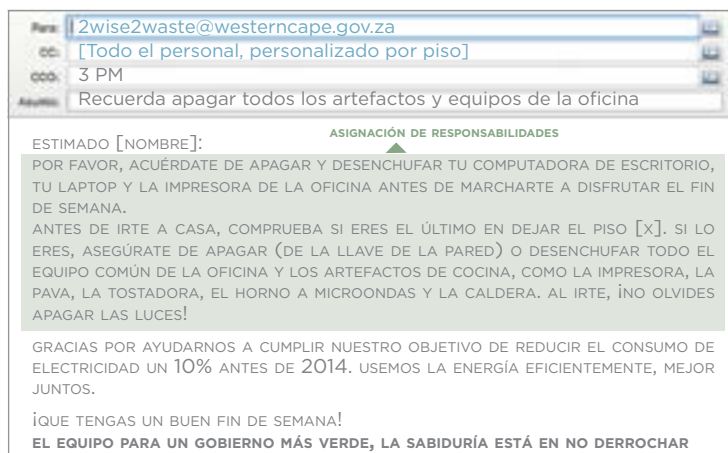 Para: 2wise2waste@westerncape.gov.za
CC: [Todo el personal, personalizado por piso]
CCO: 3 PM
Asunto: Recuerda apagar todos los artefactos y equipos de la oficina
ESTIMADO [NOMBRE]:
ASIGNACIÓN DE RESPONSABILIDADES
POR FAVOR, ACUÉRDATE DE APAGAR Y DESENCHUFAR TU COMPUTADORA DE ESCRITORIO,
TU LAPTOP Y LA IMPRESORA DE LA OFICINA ANTES DE MARCHARTE A DISFRUTAR EL FIN
DE SEMANA.
ANTES DE IRTE A CASA, COMPRUEBA SI ERES EL ÚLTIMO EN DEJAR EL PISO [X]. SI LO
ERES, ASEGÚRATE DE APAGAR (DE LA LLAVE DE LA PARED) O DESENCHUFAR TODO EL
EQUIPO COMÚN DE LA OFICINA Y LOS ARTEFACTOS DE COCINA, COMO LA IMPRESORA, LA
PAVA, LA TOSTADORA, EL HORNO A MICROONDAS Y LA CALDERA. AL IRTE, ¡NO OLVIDES
APAGAR LAS LUCES!
GRACIAS POR AYUDARNOS A CUMPLIR NUESTRO OBJETIVO DE REDUCIR EL CONSUMO DE
ELECTRICIDAD UN 10% ANTES DE 2014. USEMOS LA ENERGÍA EFICIENTEMENTE, MEJOR
JUNTOS.
¡QUE TENGAS UN BUEN FIN DE SEMANA!
EL EQUIPO PARA UN GOBIERNO MÁS VERDE, LA SABIDURÍA ESTÁ EN NO DERROCHAR